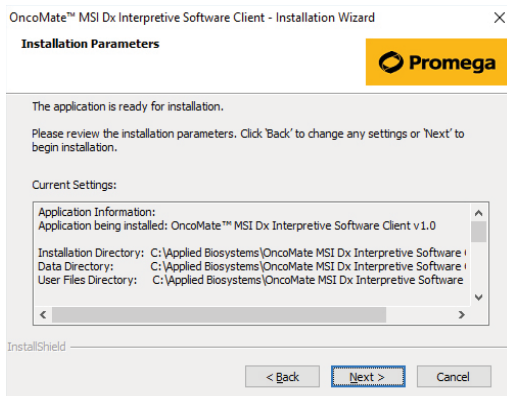 OncoMate™ MSI Dx Interpretive Software Client - Installation Wizard
Installation Parameters
Promega
The application is ready for installation.
Please review the installation parameters. Click 'Back' to change any settings or 'Next' to
begin installation.
Current Settings:
Application Information:
Application being installed: OncoMate™ MSI Dx Interpretive Software Client v1.0
Installation Directory: C:\Applied Biosystems\OncoMate MSI Dx Interpretive Software
Data Directory: C:\Applied Biosystems\OncoMate MSI Dx Interpretive Software
User Files Directory: C:\Applied Biosystems\OncoMate MSI Dx Interpretive Software
InstallShield
< Back Next > Cancel